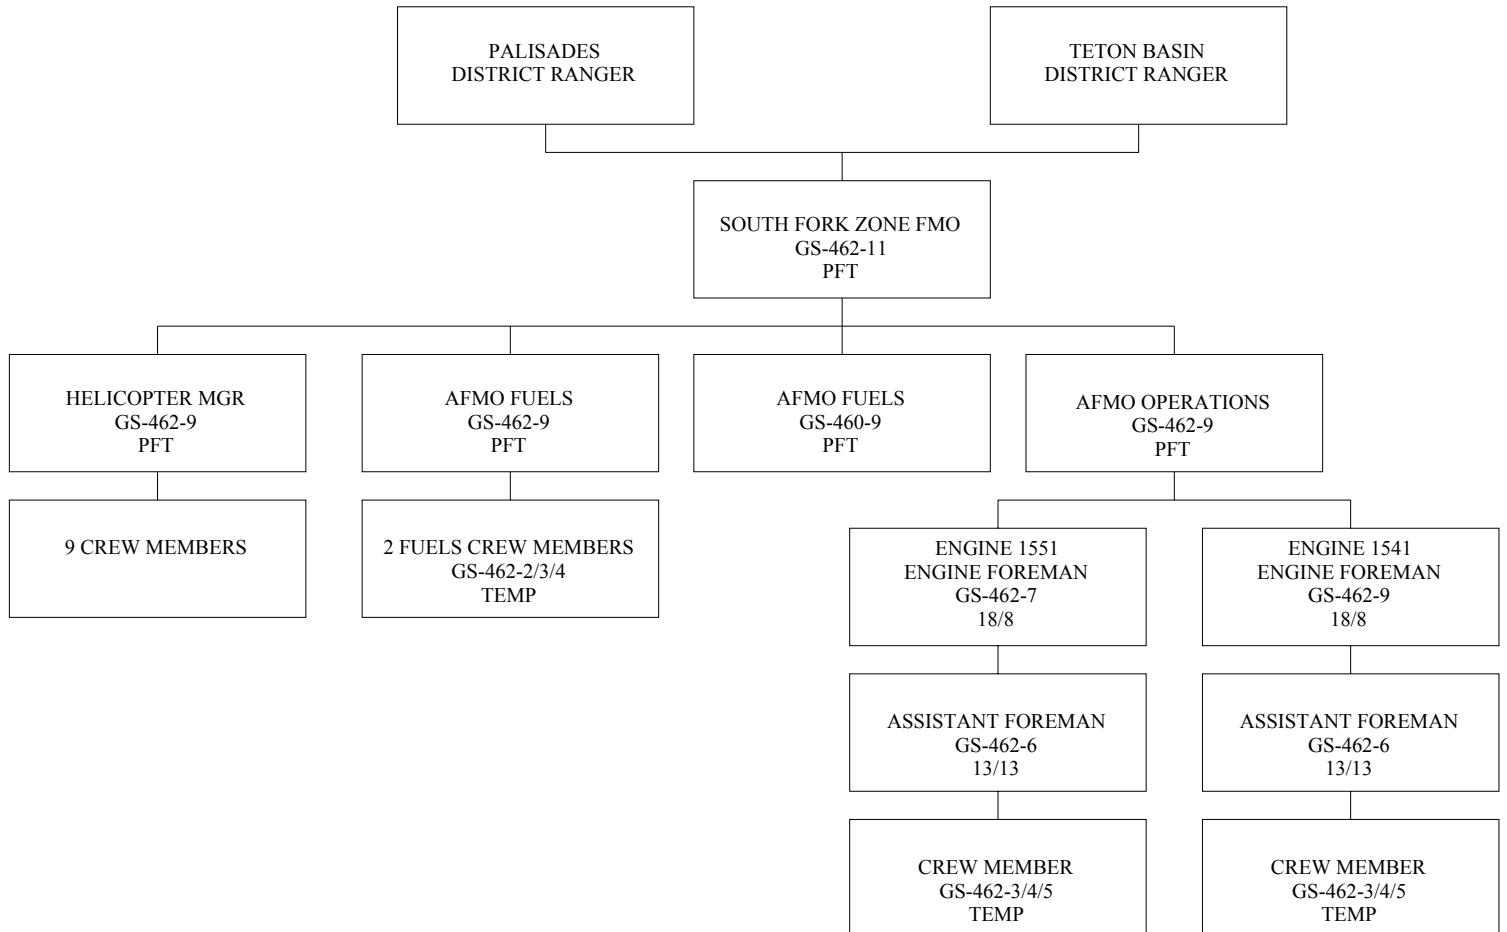 PALISADES
DISTRICT RANGER
TETON BASIN
DISTRICT RANGER
SOUTH FORK ZONE FMO
GS-462-11
PFT
HELICOPTER MGR
GS-462-9
PFT
AFMO FUELS
GS-462-9
PFT
AFMO FUELS
GS-460-9
PFT
AFMO OPERATIONS
GS-462-9
PFT
9 CREW MEMBERS
2 FUELS CREW MEMBERS
GS-462-2/3/4
TEMP
ENGINE 1551
ENGINE FOREMAN
GS-462-7
18/8
ENGINE 1541
ENGINE FOREMAN
GS-462-9
18/8
ASSISTANT FOREMAN
GS-462-6
13/13
ASSISTANT FOREMAN
GS-462-6
13/13
CREW MEMBER
GS-462-3/4/5
TEMP
CREW MEMBER
GS-462-3/4/5
TEMP